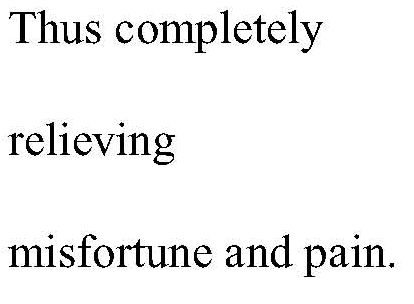 Thus completely
relieving
misfortune and pain.